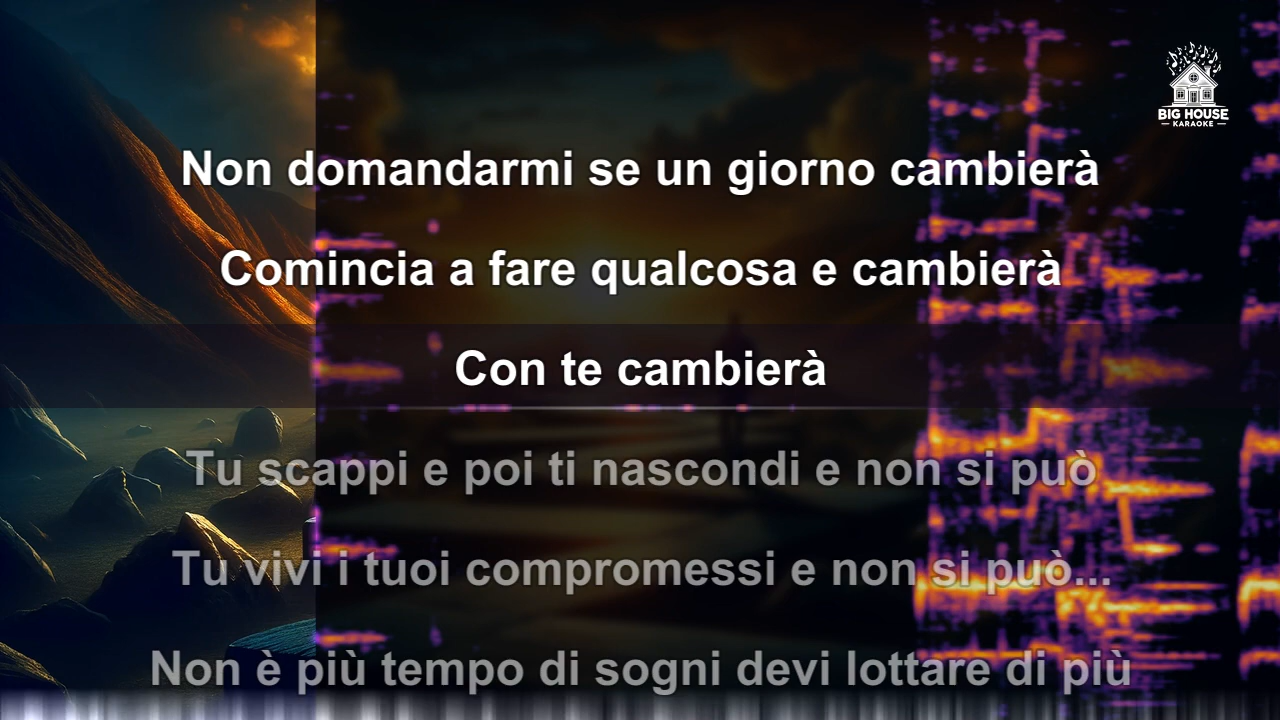 BIG HOUSE
KARAOKE
Non domandarmi se un giorno cambierà
Comincia a fare qualcosa e cambierà
Con te cambierà
Tu scappi e poi ti nascondi e non si può
Tu vivi i tuoi compromessi e non si può...
Non è più tempo di sogni devi lottare di più